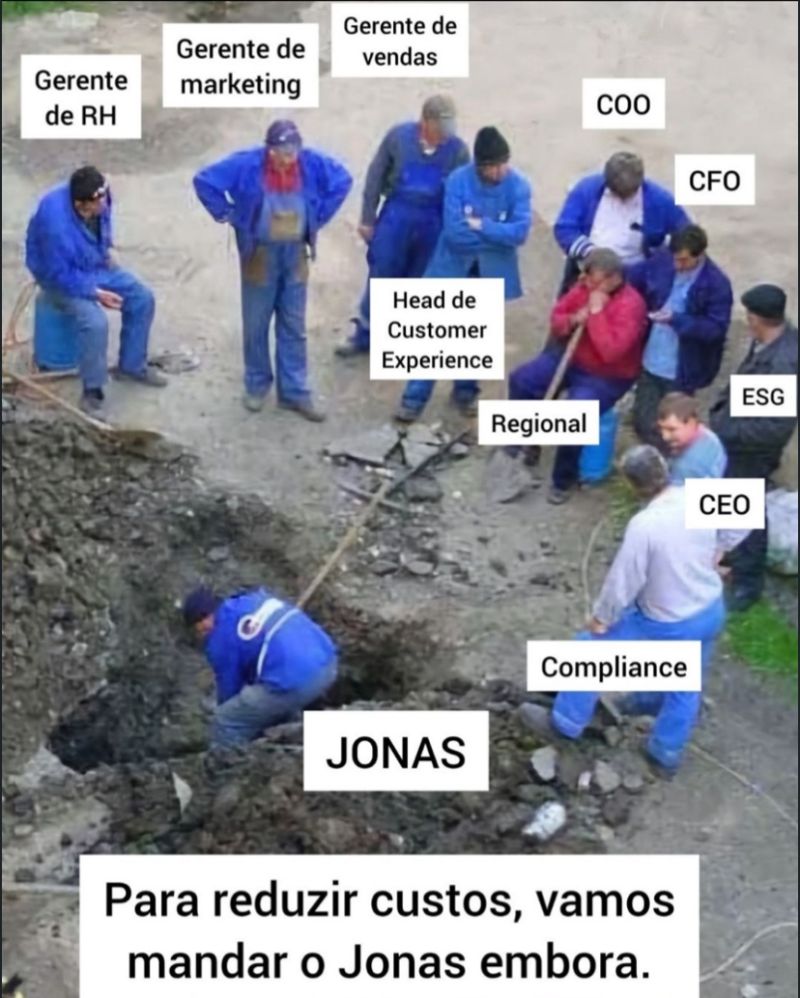 Gerente de
vendas
Gerente de
marketing
Gerente
de RH
COO
CFO
Head de
Customer
Experience
ESG
Regional
CEO
Compliance
JONAS
Para reduzir custos, vamos
mandar o Jonas embora.